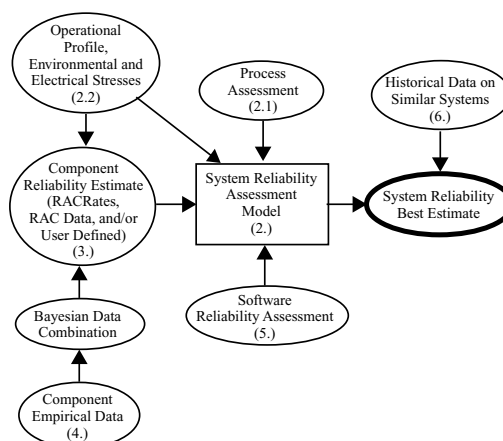 Operational
Profile,
Environmental and
Electrical Stresses
(2.2)
Process
Assessment
(2.1)
Historical Data on
Similar Systems
(6.)
Component
Reliability Estimate
(RACRates,
RAC Data, and/or
User Defined)
(3.)
System Reliability
Assessment
Model
(2.)
System Reliability
Best Estimate
Bayesian Data
Combination
Software
Reliability Assessment
(5.)
Component
Empirical Data
(4.)